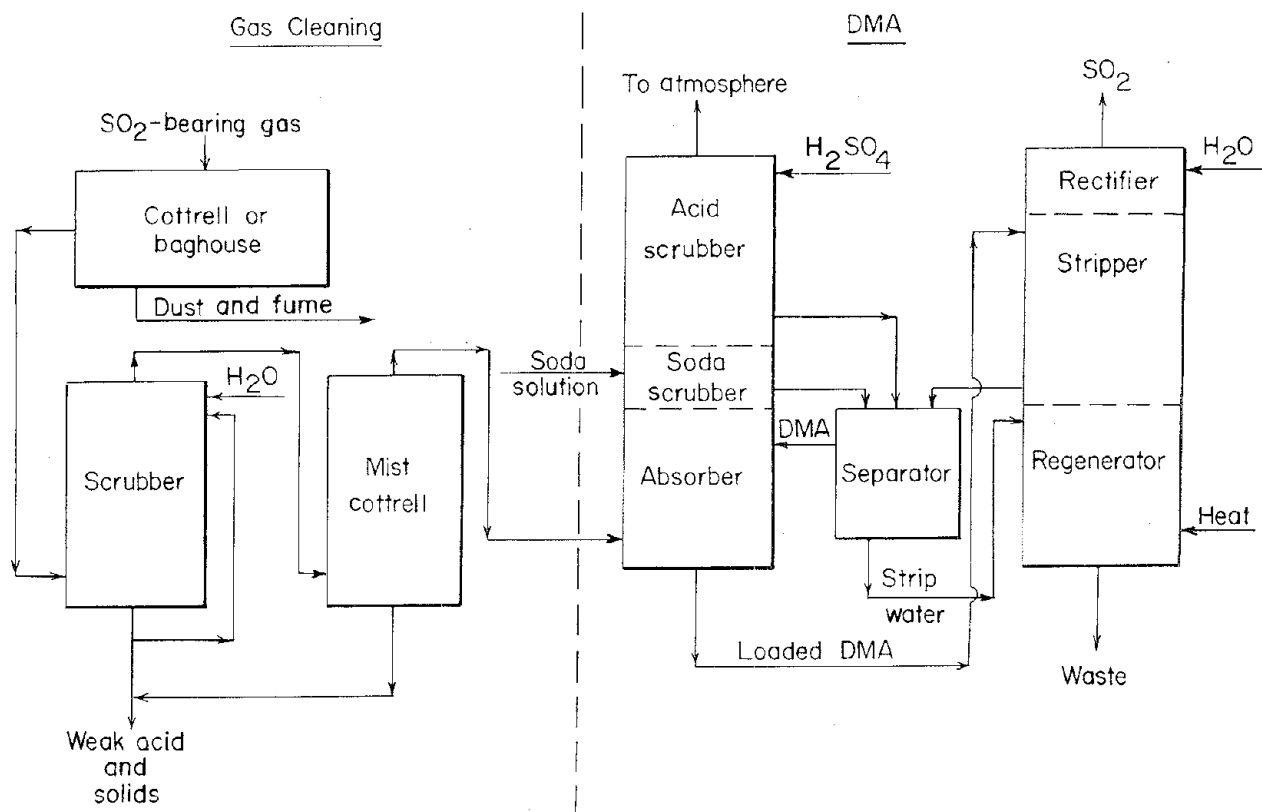 Gas Cleaning
SO2-bearing gas
Cottrell or
baghouse
Dust and fume
H2O
Scrubber
Mist
cottrell
Weak acid
and
solids
DMA
To atmosphere
H2SO4
Acid
scrubber
Soda
solution
Soda
scrubber
DMA
Absorber
Separator
Strip
water
Loaded DMA
SO2
H2O
Rectifier
Stripper
Regenerator
Heat
Waste